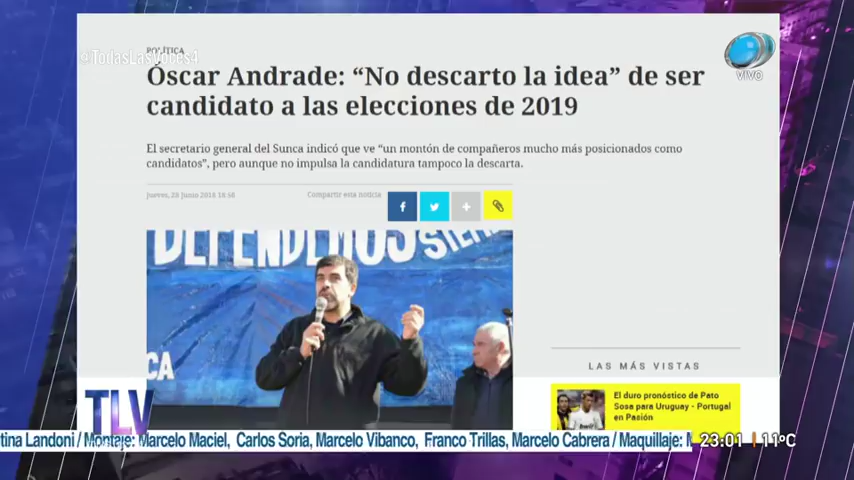 POLÍTICA
@TodasLasVoces4
VIVO
Óscar Andrade: “No descarto la idea” de ser
candidato a las elecciones de 2019
El secretario general del Sunca indicó que ve “un montón de compañeros mucho más posicionados como
candidatos”, pero aunque no impulsa la candidatura tampoco la descarta.
Jueves, 28 Junio 2018 18:56
Compartir esta noticia
DEFENDEMOS
LAS MÁS VISTAS
El duro pronóstico de Pato
Sosa para Uruguay - Portugal
en Pasión
bwin
CA
TLV
tina Landoni / Montaje: Marcelo Maciel, Carlos Soria, Marcelo Vibanco, Franco Trillas, Marcelo Cabrera / Maquillaje: M
23:01 11ºC